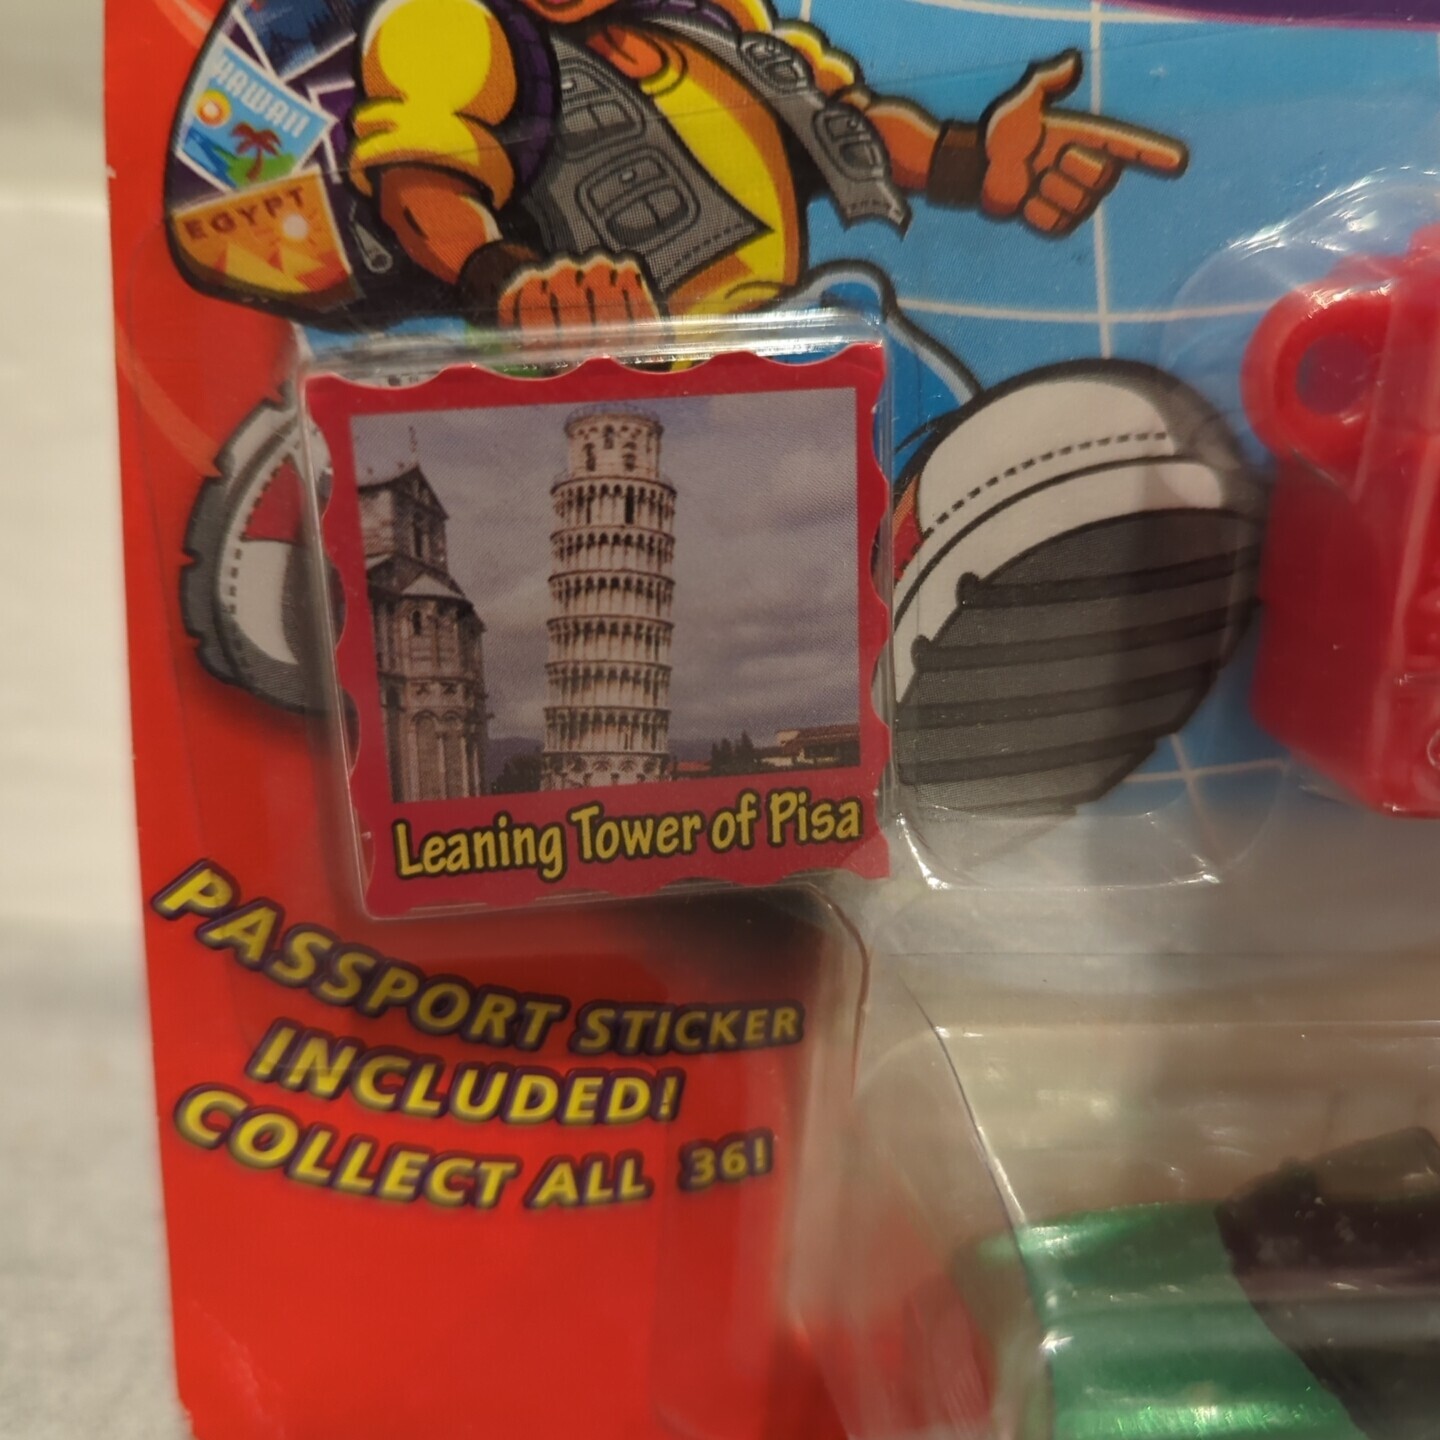 HAWAII
EGYPT
Leaning Tower of Pisa
PASSPORT STICKER
INCLUDED!
COLLECT ALL 36!